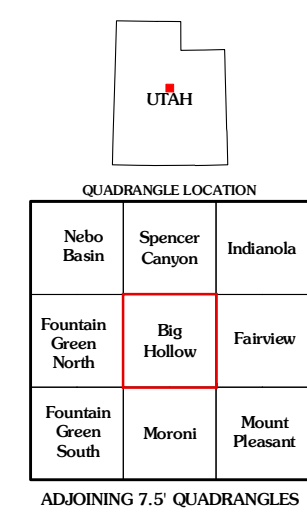 UTAH
QUADRANGLE LOCATION
Nebo
Basin
Spencer
Canyon
Indianola
Fountain
Green
North
Big
Hollow
Fairview
Fountain
Green
South
Moroni
Mount
Pleasant
ADJOINING 7.5' QUADRANGLES